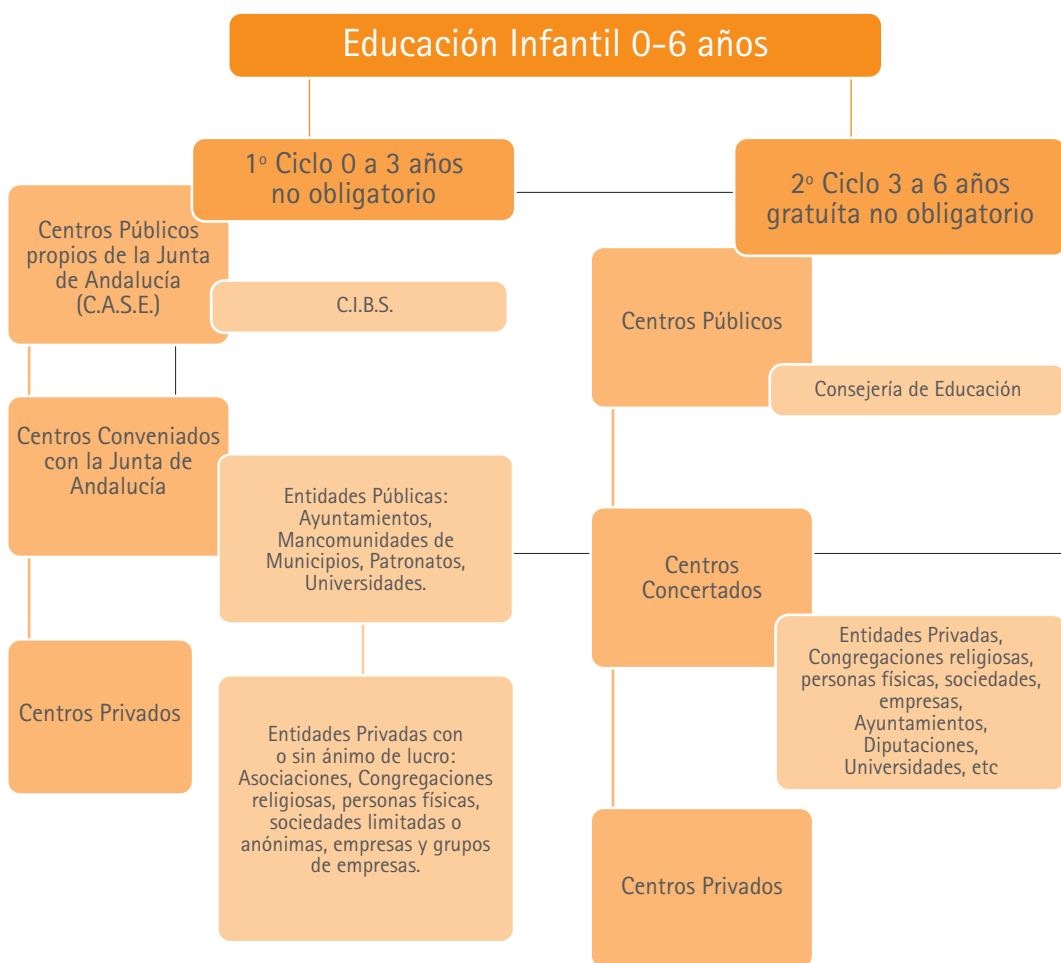 Educación Infantil 0-6 años
1º Ciclo 0 a 3 años
no obligatorio
Centros Públicos
propios de la Junta
de Andalucía
(C.A.S.E.)
C.I.B.S.
Centros Conveniados
con la Junta de
Andalucía
Entidades Públicas:
Ayuntamientos,
Mancomunidades de
Municipios, Patronatos,
Universidades.
Centros Privados
Entidades Privadas con
o sin ánimo de lucro:
Asociaciones, Congregaciones
religiosas, personas físicas,
sociedades limitadas o
anónimas, empresas y grupos
de empresas.
2º Ciclo 3 a 6 años
gratuíta no obligatorio
Centros Públicos
Consejería de Educación
Centros
Concertados
Entidades Privadas,
Congregaciones religiosas,
personas físicas, sociedades,
empresas,
Ayuntamientos,
Diputaciones,
Universidades, etc
Centros Privados